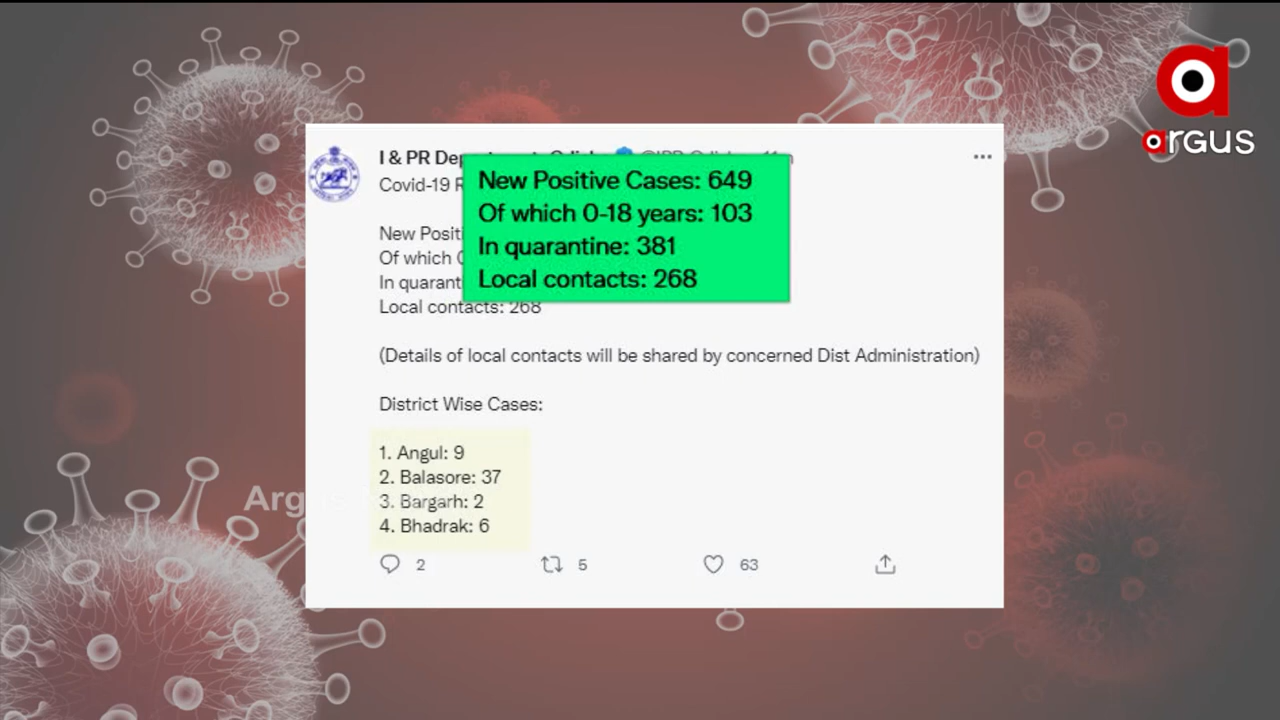 argus
I & PR Dep
Covid-19 R
New Positi
Of which 0
In quarant
Local contacts: 268
New Positive Cases: 649
Of which 0-18 years: 103
In quarantine: 381
Local contacts: 268
(Details of local contacts will be shared by concerned Dist Administration)
District Wise Cases:
1. Angul: 9
2. Balasore: 37
3. Bargarh: 2
4. Bhadrak: 6
Arg
2 5 63